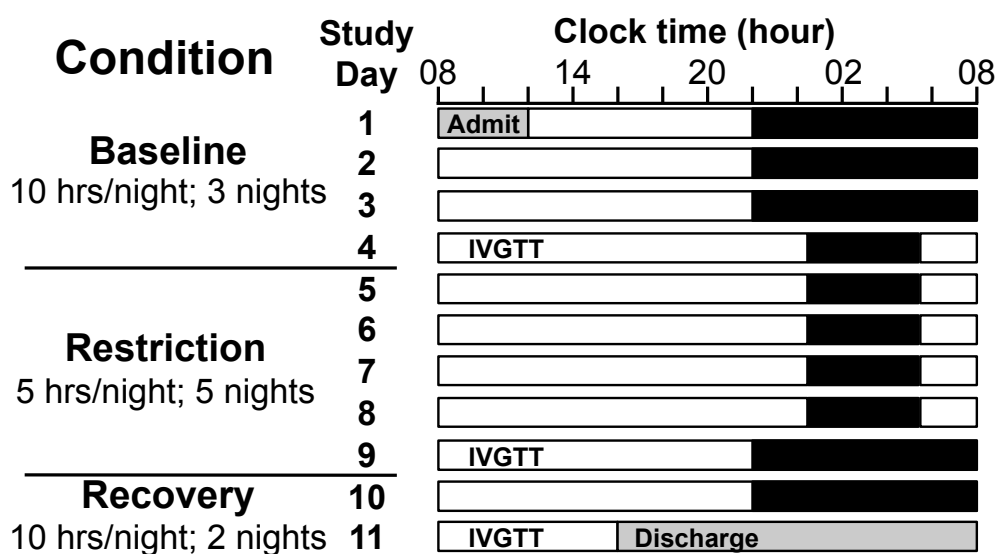 Condition
Study Day
Clock time (hour)
08 14 20 02 08
Baseline
10 hrs/night; 3 nights
1 Admit
2
3
4 IVGTT
Restriction
5 hrs/night; 5 nights
5
6
7
8
9 IVGTT
Recovery
10 hrs/night; 2 nights
10
11 IVGTT Discharge